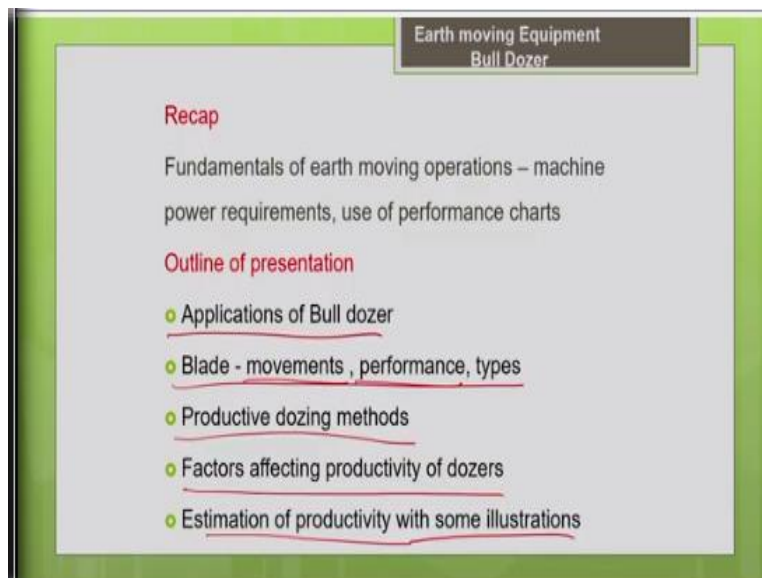 Earth moving Equipment
Bull Dozer
Recap
Fundamentals of earth moving operations – machine
power requirements, use of performance charts
Outline of presentation
Applications of Bull dozer
Blade - movements , performance, types
Productive dozing methods
Factors affecting productivity of dozers
Estimation of productivity with some illustrations